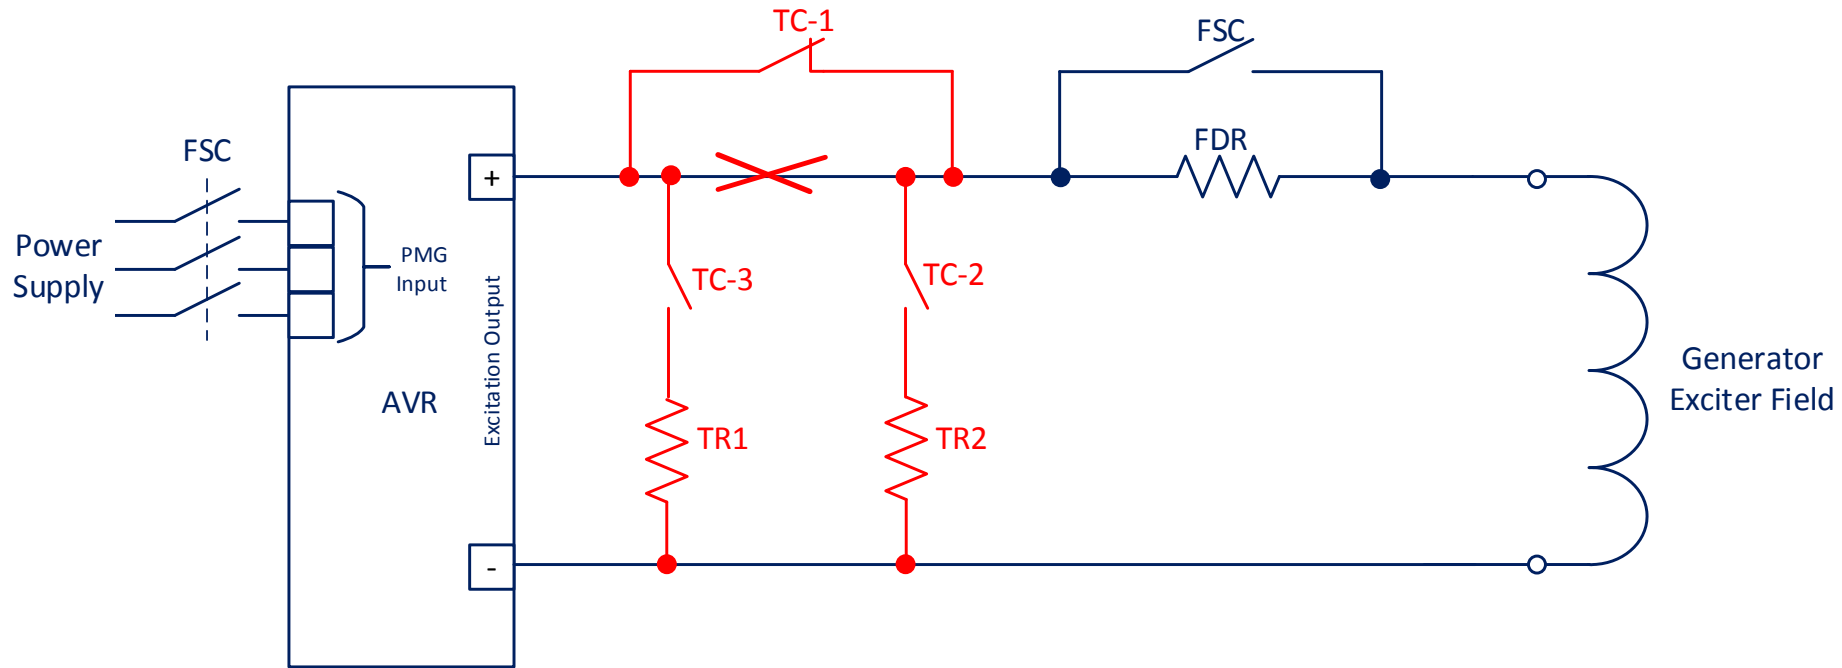 TC-1
FSC
FSC
FDR
+
Power
Supply
PMG
Input
TC-3
TC-2
Excitation Output
AVR
TR1
TR2
Generator
Exciter Field
-